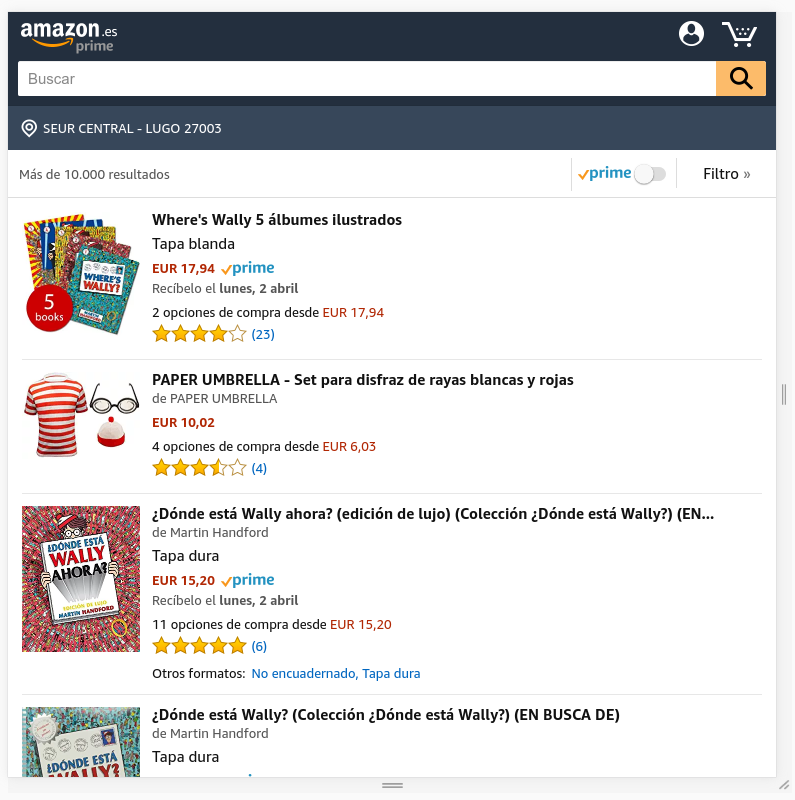 amazon.es
prime
Buscar
SEUR CENTRAL - LUGO 27003
Más de 10.000 resultados
prime
Filtro »
WHERE'S
WALLY?
5
books
Where's Wally 5 álbumes ilustrados
Tapa blanda
EUR 17,94 prime
Recíbelo el lunes, 2 abril
2 opciones de compra desde EUR 17,94
(23)
PAPER UMBRELLA - Set para disfraz de rayas blancas y rojas
de PAPER UMBRELLA
EUR 10,02
4 opciones de compra desde EUR 6,03
(4)
¿DÓNDE ESTÁ
WALLY
AHORA?
EDICIÓN DE LUJO
MARTIN HANDFORD
¿Dónde está Wally ahora? (edición de lujo) (Colección ¿Dónde está Wally?) (EN...
de Martin Handford
Tapa dura
EUR 15,20 prime
Recíbelo el lunes, 2 abril
11 opciones de compra desde EUR 15,20
(6)
Otros formatos: No encuadernado, Tapa dura
¿DÓNDE ESTÁ
WALLY?
¿Dónde está Wally? (Colección ¿Dónde está Wally?) (EN BUSCA DE)
de Martin Handford
Tapa dura